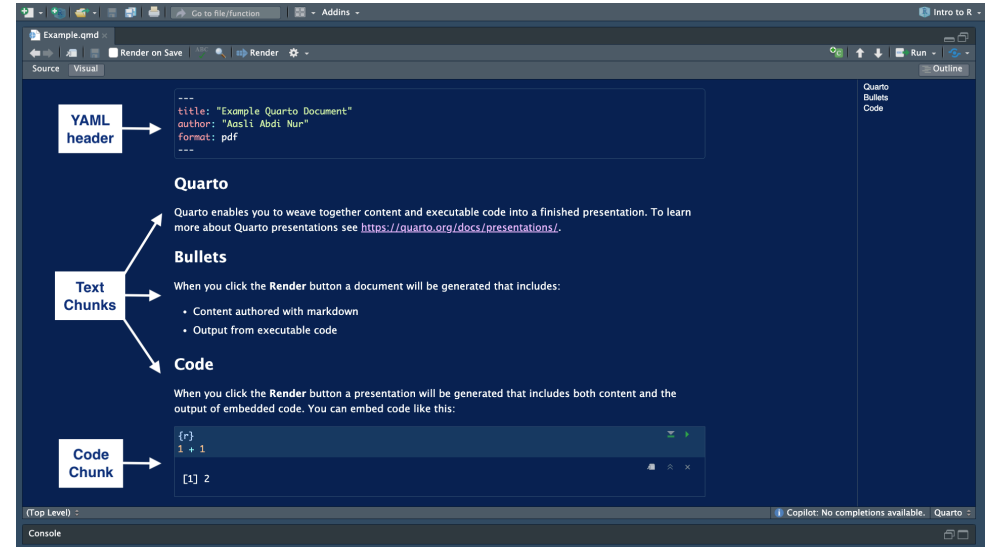 Go to file/function
Addins
Intro to R
Example.qmd
Render on Save
ABC
Render
Run
Source
Visual
Outline
Quarto
Bullets
Code
YAML
header
---
title: "Example Quarto Document"
author: "Aasli Abdi Nur"
format: pdf
---
Quarto
Quarto enables you to weave together content and executable code into a finished presentation. To learn
more about Quarto presentations see https://quarto.org/docs/presentations/.
Bullets
Text
Chunks
When you click the Render button a document will be generated that includes:
• Content authored with markdown
• Output from executable code
Code
When you click the Render button a presentation will be generated that includes both content and the
output of embedded code. You can embed code like this:
Code
Chunk
{r}
1 + 1
[1] 2
(Top Level)
Copilot: No completions available.
Quarto
Console